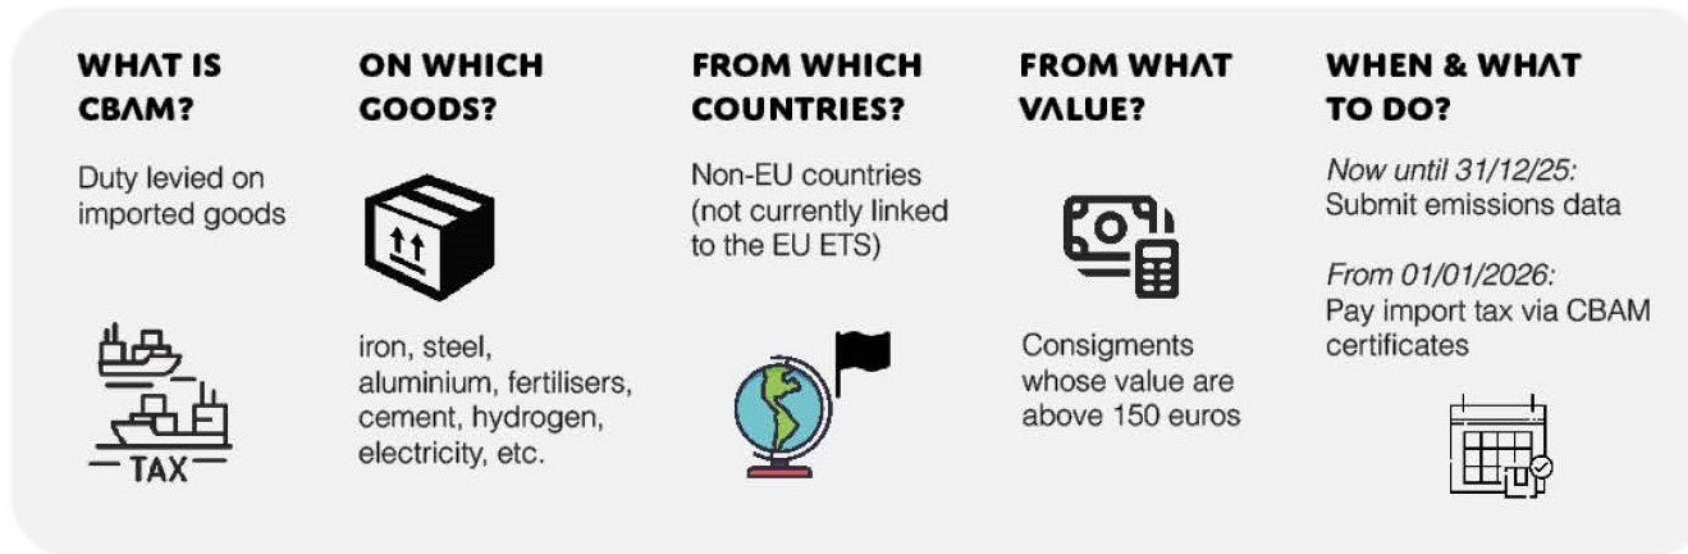 WHAT IS
CBAM?
Duty levied on
imported goods
TAX
ON WHICH
GOODS?
iron, steel,
aluminium, fertilisers,
cement, hydrogen,
electricity, etc.
FROM WHICH
COUNTRIES?
Non-EU countries
(not currently linked
to the EU ETS)
FROM WHAT
VALUE?
Consigments
whose value are
above 150 euros
WHEN & WHAT
TO DO?
Now until 31/12/25:
Submit emissions data
From 01/01/2026:
Pay import tax via CBAM
certificates